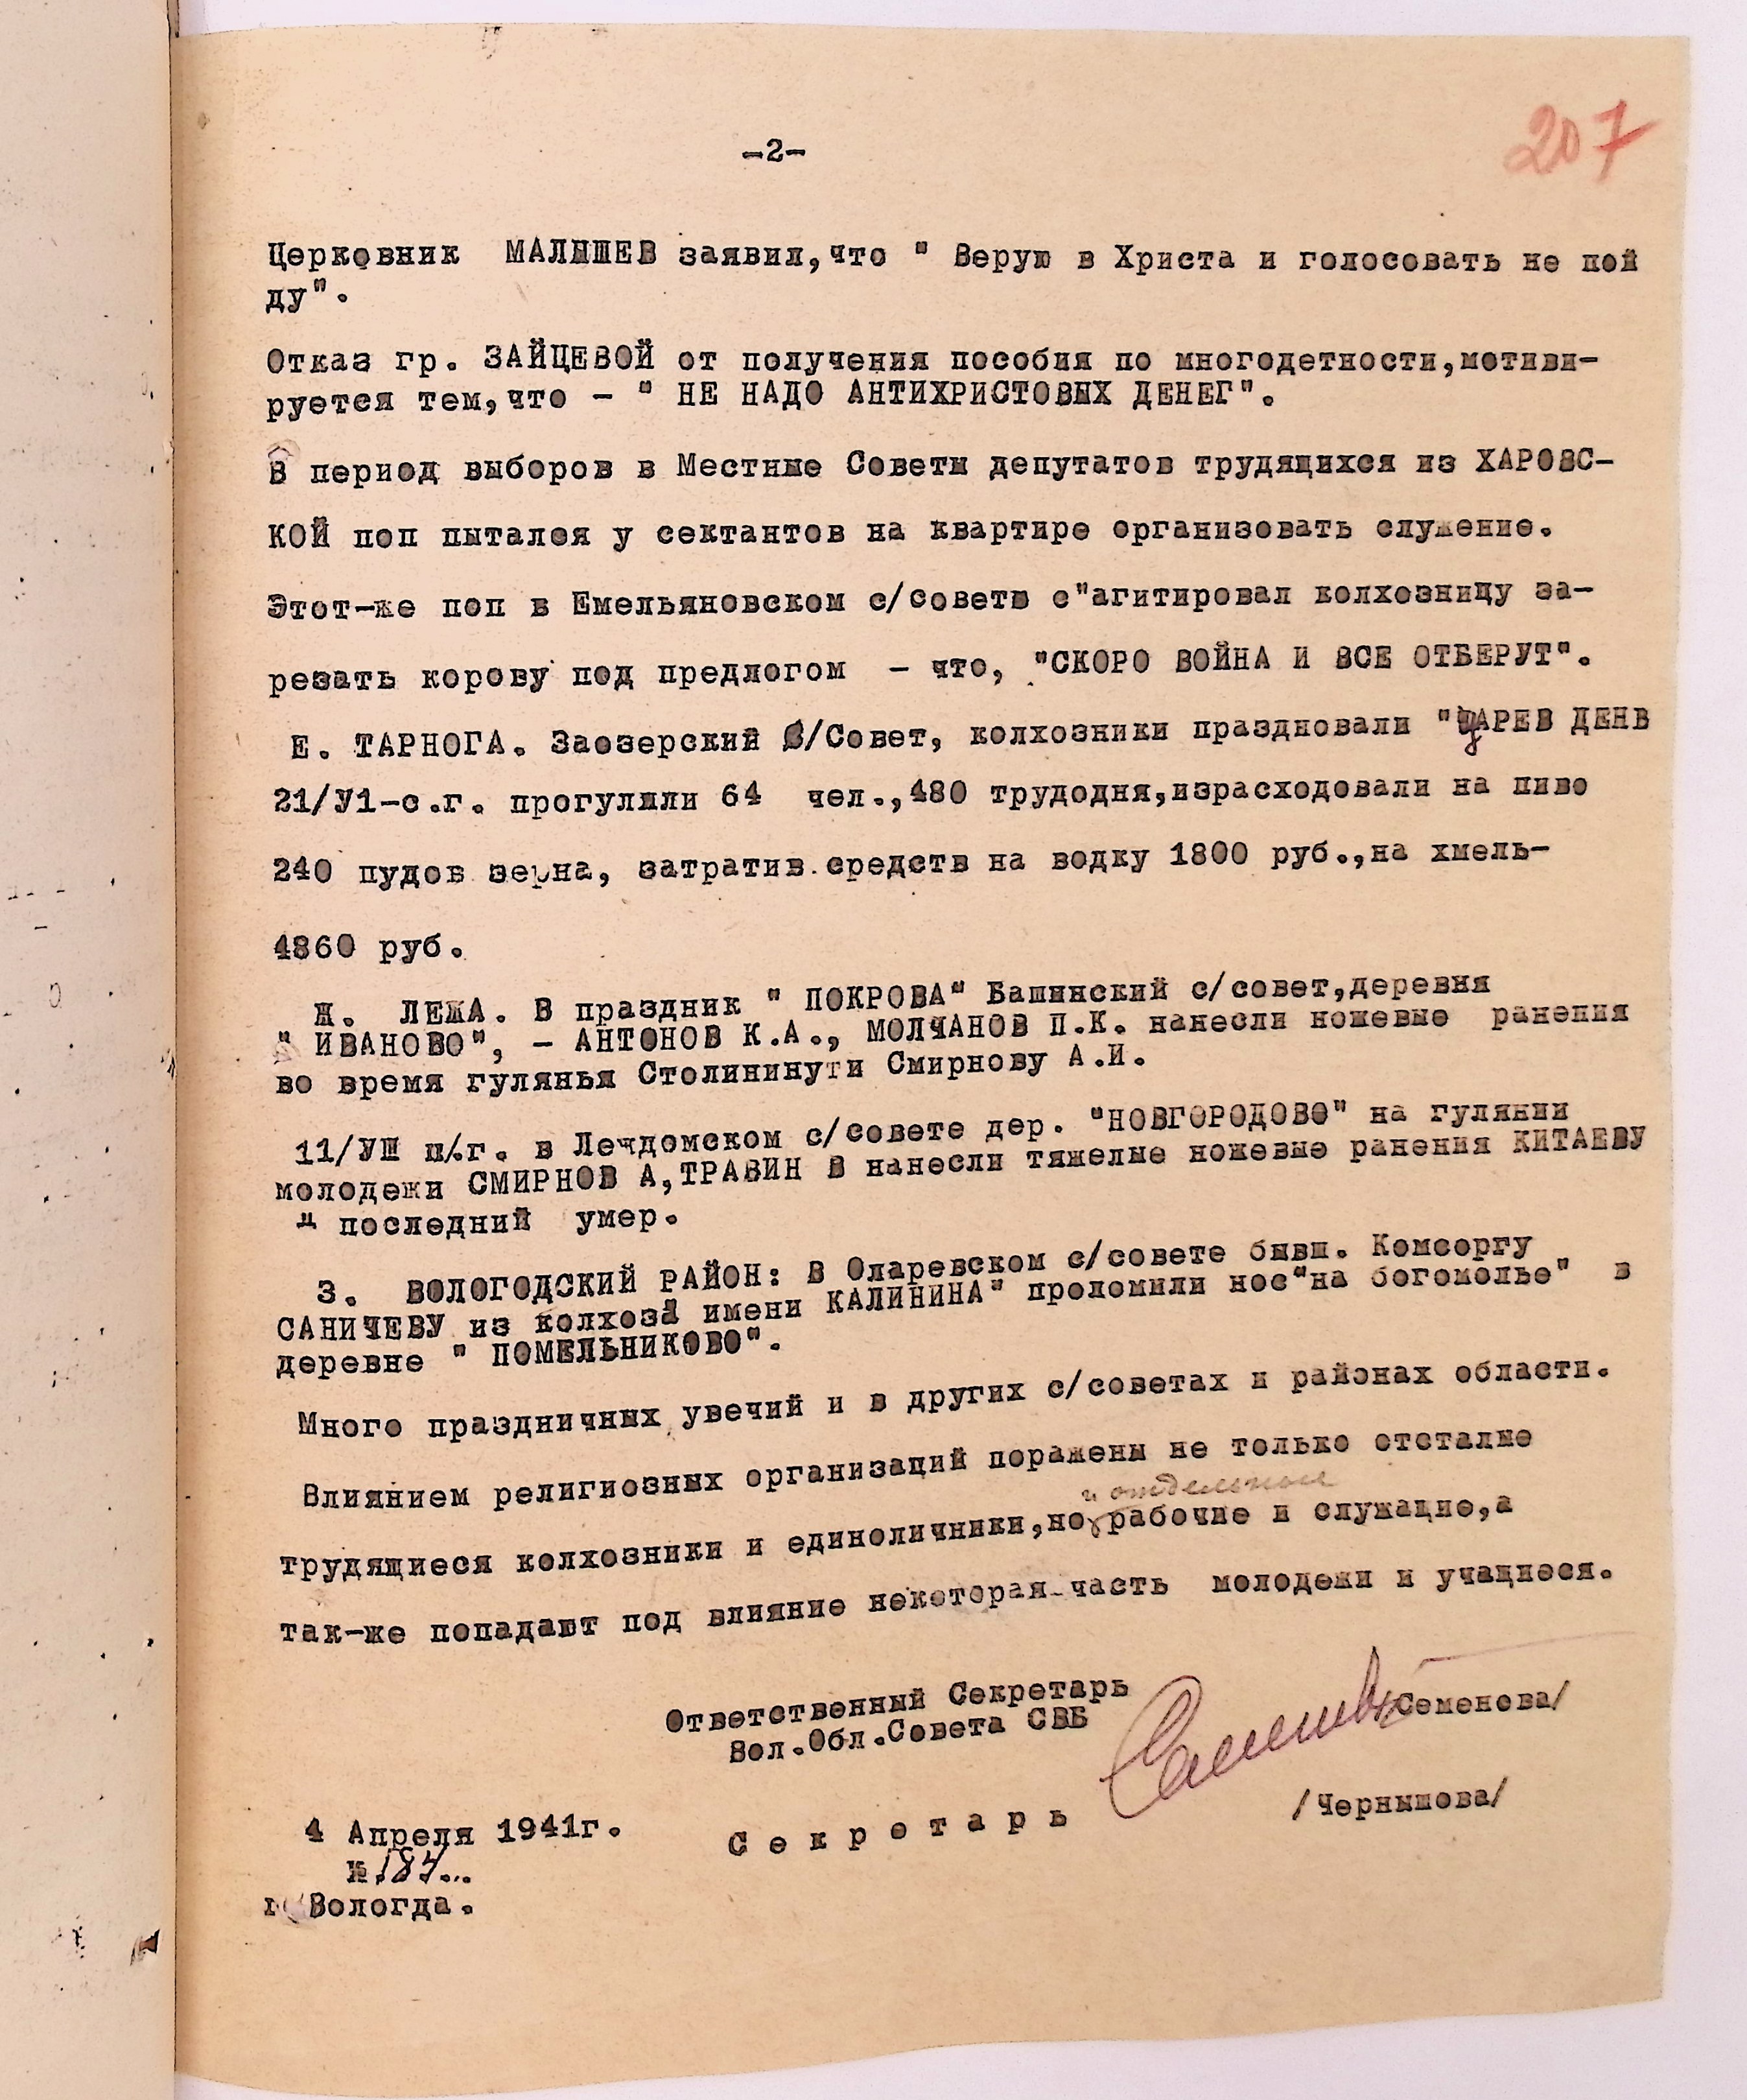 207
-2-
Церковник МАЛЫШЕВ заявил,что " Верую в Христа и голосовать не пой
ду".
Отказ гр. ЗАЙЦЕВОЙ от получения пособия по многодетности,мотиви-
руется тем,что - " НЕ НАДО АНТИХРИСТОВЫХ ДЕНЕГ".
В период выборов в Местные Советы депутатов трудящихся из ХАРОВС-
КОЙ поп пытался у сектантов на квартире организовать служение.
Этот-же поп в Емельяновском с/совете с"агитировал колхозницу за-
резать корову под предлогом - что, "СКОРО ВОЙНА И ВСЕ ОТБЕРУТ".
Е. ТАРНОГА. Заозерский С/Совет, колхозники праздновали "ЦАРЕВ ДЕНЬ
21/У1-с.г. прогуляли 64 чел.,480 трудодня,израсходовали на пиво
240 пудов зерна, затратив средств на водку 1800 руб.,на хмель-
4860 руб.
Ж. ЛЕЖА. В праздник " ПОКРОВА" Башинский с/совет,деревня
" ИВАНОВО", - АНТОНОВ К.А., МОЛЧАНОВ П.К. нанесли ножевые ранения
во время гулянья Столининути Смирнову А.И.
11/УШ п/.г. в Лечдомском с/совете дер. "НОВГОРОДОВО" на гулянии
молодежи СМИРНОВ А,ТРАВИН В нанесли тяжелые ножевые ранения КИТАЕВУ
и последний умер.
З. ВОЛОГОДСКИЙ РАЙОН: В Оларевском с/совете бывш. Комсоргу
САНИЧЕВУ из колхоза имени КАЛИНИНА" проломили нос"на богомолье" в
деревне " ПОМЕЛЬНИКОВО".
Много праздничных увечий и в других с/советах и районах области.
Влиянием религиозных организаций поражены не только отсталые
и отдельные
трудящиеся колхозники и единоличники,но рабочие и служащие,а
так-же попадают под влияние некоторая часть молодежи и учащиеся.
Ответственный Секретарь
Вол.Обл.Совета СВБ
Семенова/
С е к р е т а р ь
/Чернышова/
4 Апреля 1941г.
№ 184...
г. Вологда.